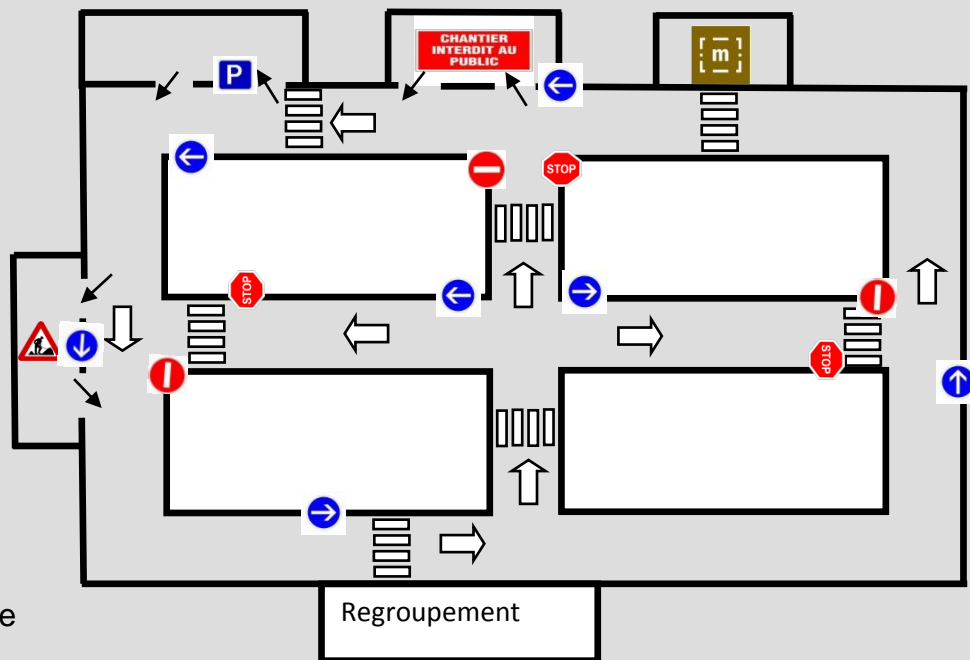 CHANTIER
INTERDIT AU
PUBLIC
m
P
STOP
STOP
STOP
Regroupement
e